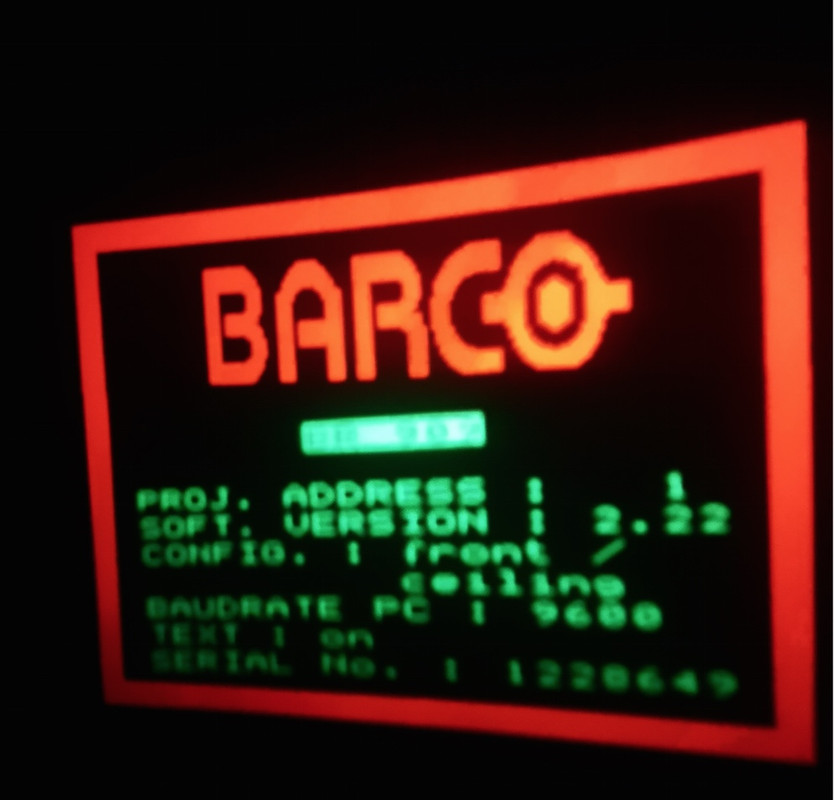 BARCO
PROJ. ADDRESS : 1
SOFT. VERSION : 2.22
CONFIG. : front /
ceiling
BAUDRATE PC : 9600
TEXT : on
SERIAL No. : 1228649